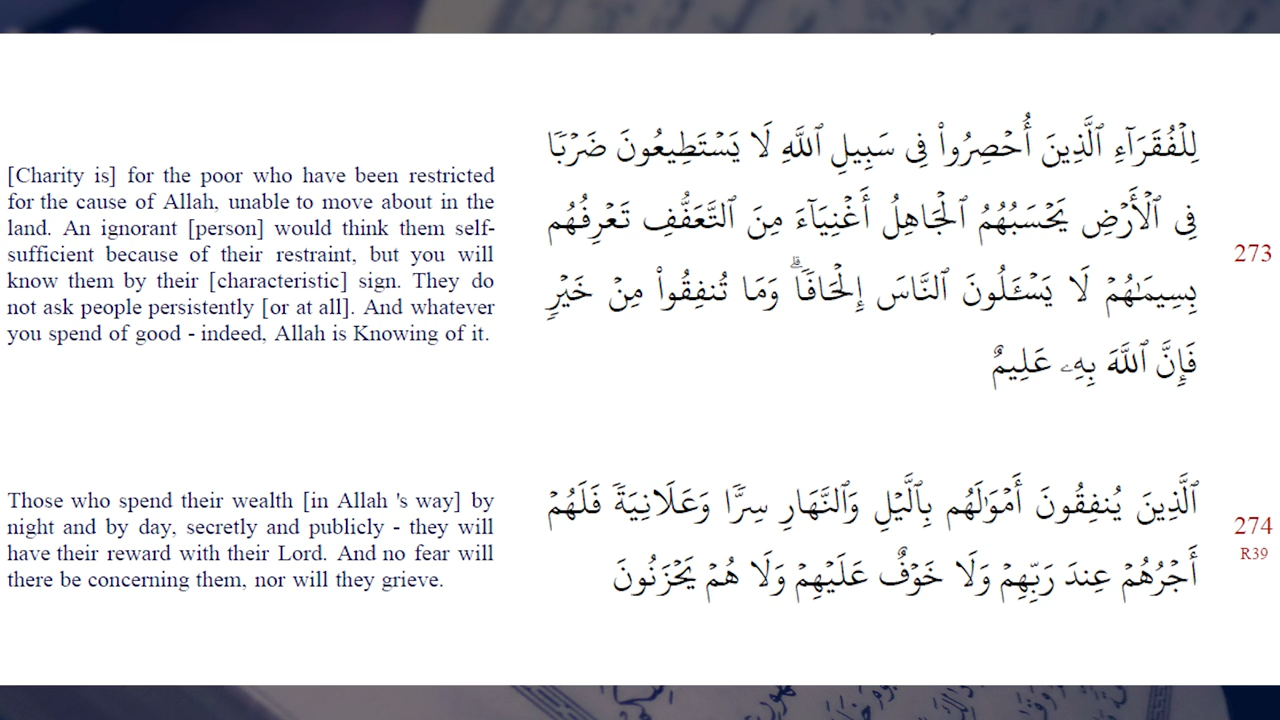 [Charity is] for the poor who have been restricted
for the cause of Allah, unable to move about in the
land. An ignorant [person] would think them self-
sufficient because of their restraint, but you will
know them by their [characteristic] sign. They do
not ask people persistently [or at all]. And whatever
you spend of good - indeed, Allah is Knowing of it.
لِلۡفُقَرَآءِ ٱلَّذِينَ أُحۡصِرُواْ فِي سَبِيلِ ٱللَّهِ لَا يَسۡتَطِيعُونَ ضَرۡبٗا
فِي ٱلۡأَرۡضِ يَحۡسَبُهُمُ ٱلۡجَاهِلُ أَغۡنِيَآءَ مِنَ ٱلتَّعَفُّفِ تَعۡرِفُهُم
بِسِيمَٰهُمۡ لَا يَسۡـَٔلُونَ ٱلنَّاسَ إِلۡحَافٗاۗ وَمَا تُنفِقُواْ مِنۡ خَيۡرٖ
فَإِنَّ ٱللَّهَ بِهِۦ عَلِيمٌ
273
Those who spend their wealth [in Allah 's way] by
night and by day, secretly and publicly - they will
have their reward with their Lord. And no fear will
there be concerning them, nor will they grieve.
ٱلَّذِينَ يُنفِقُونَ أَمۡوَٰلَهُم بِٱلَّيۡلِ وَٱلنَّهَارِ سِرّٗا وَعَلَانِيَةٗ فَلَهُمۡ
أَجۡرُهُمۡ عِندَ رَبِّهِمۡ وَلَا خَوۡفٌ عَلَيۡهِمۡ وَلَا هُمۡ يَحۡزَنُونَ
274
R39